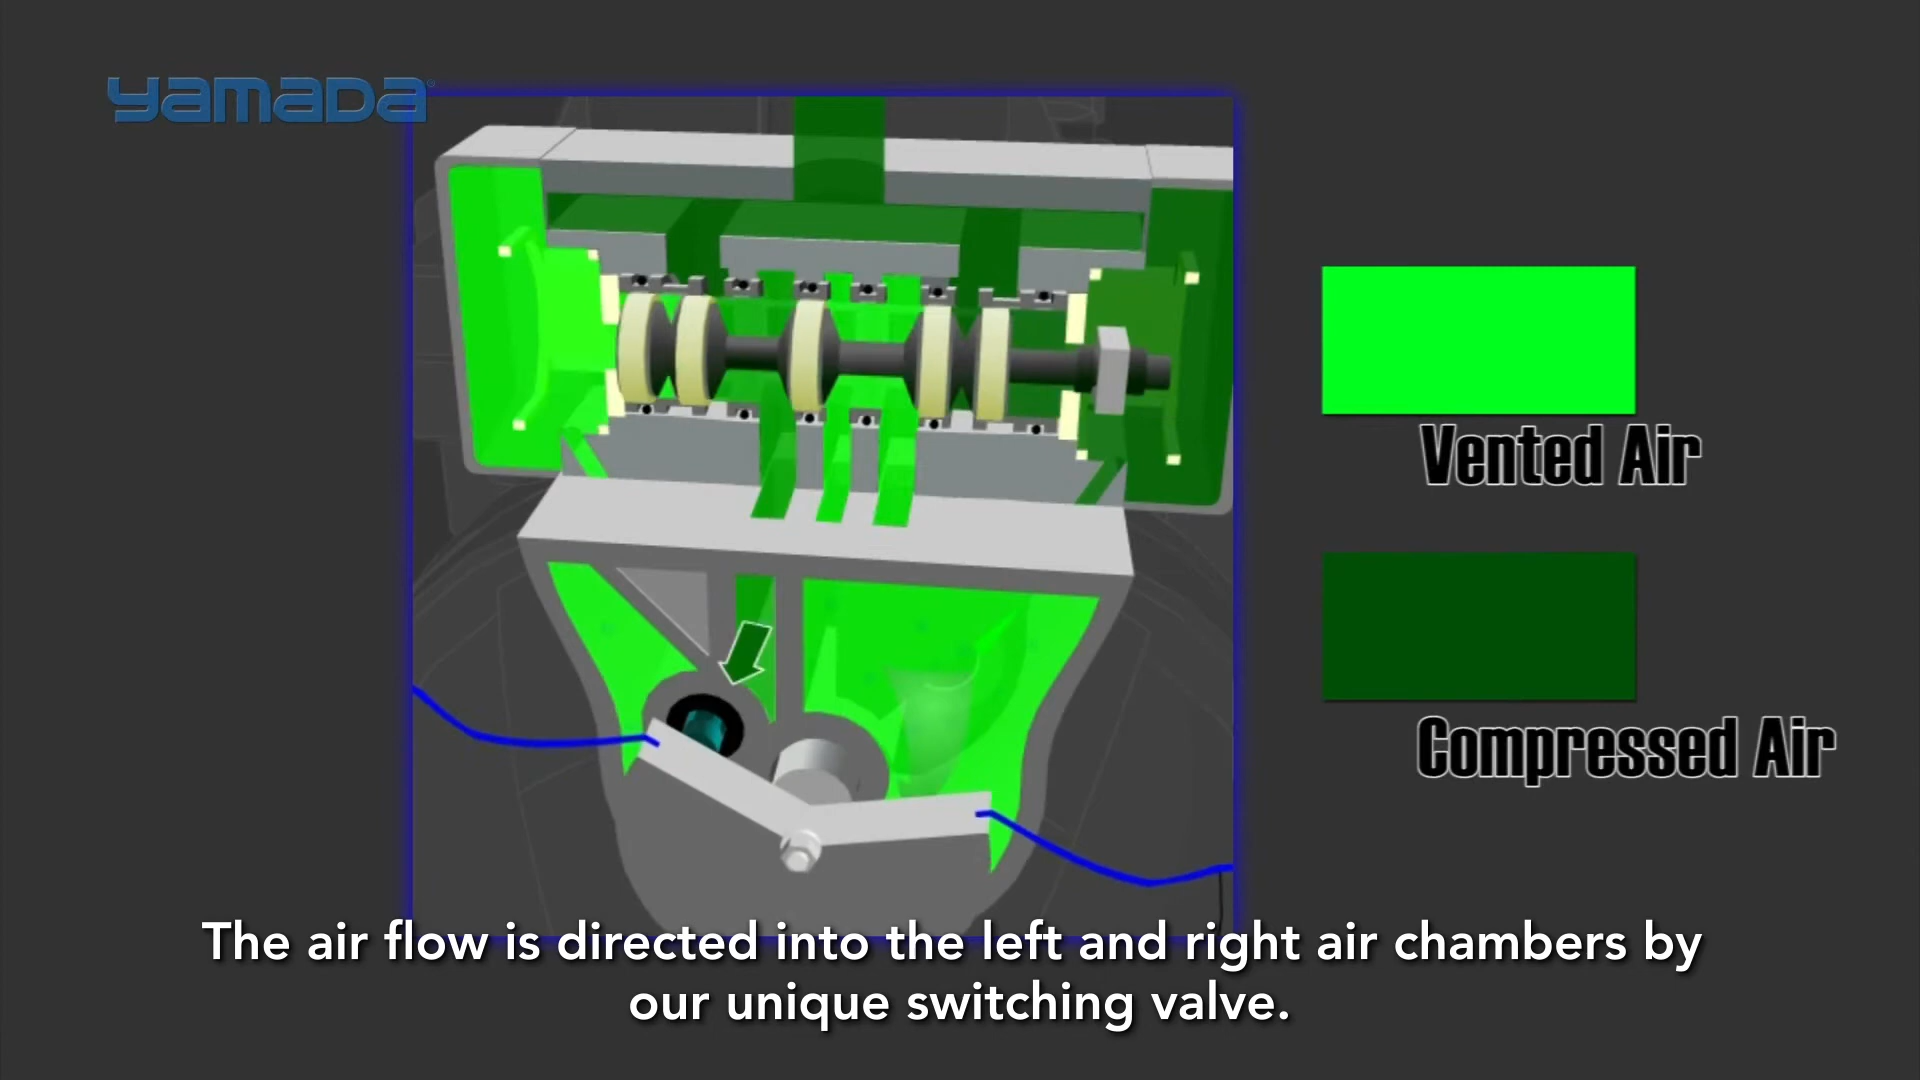 YAMADA®
Vented Air
Compressed Air
The air flow is directed into the left and right air chambers by
our unique switching valve.